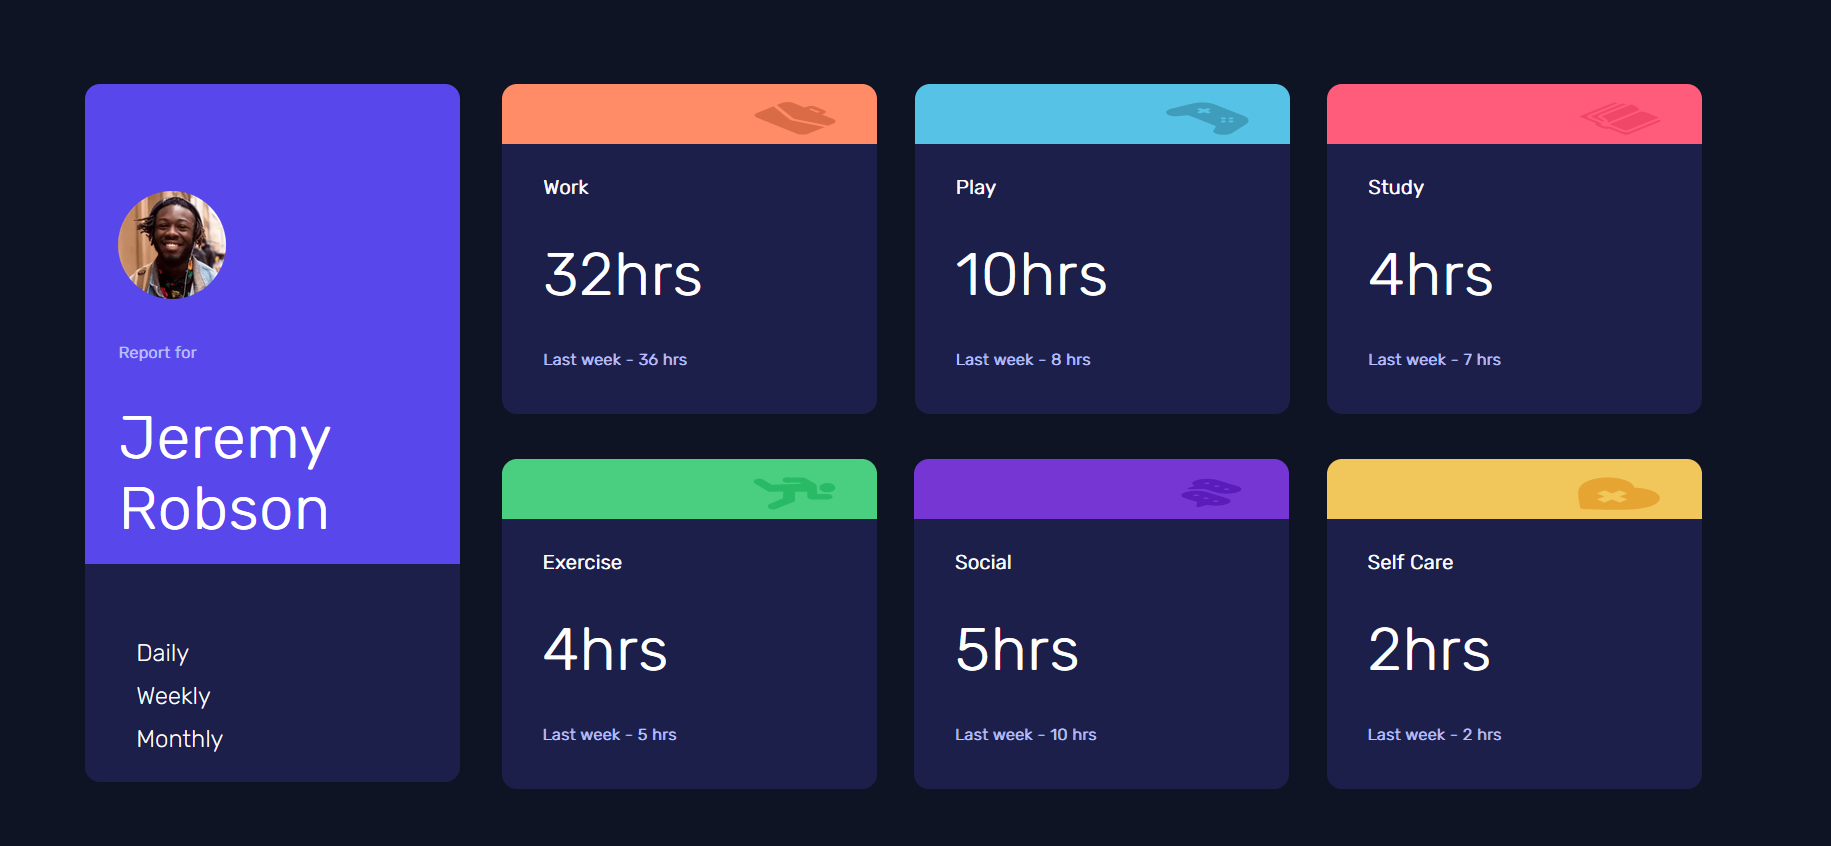 Report for
Jeremy
Robson
Daily
Weekly
Monthly
Work
32hrs
Last week - 36 hrs
Play
10hrs
Last week - 8 hrs
Study
4hrs
Last week - 7 hrs
Exercise
4hrs
Last week - 5 hrs
Social
5hrs
Last week - 10 hrs
Self Care
2hrs
Last week - 2 hrs